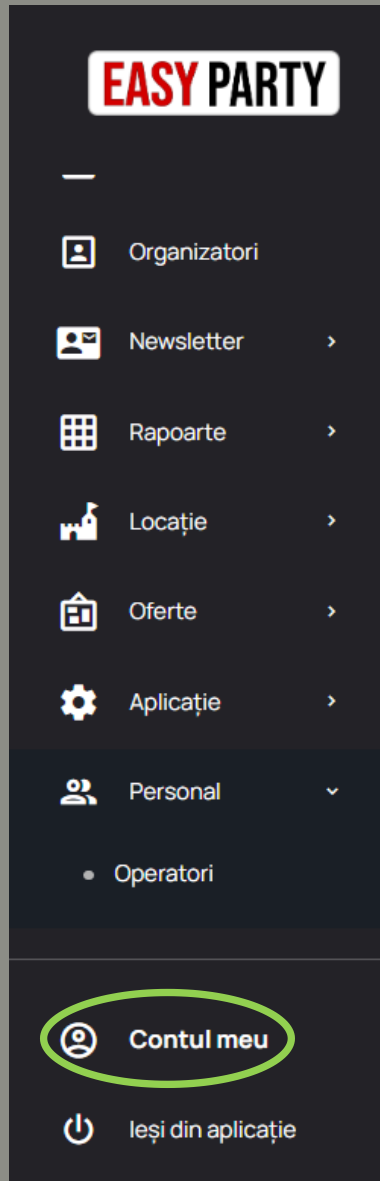 EASY PARTY
Organizatori
Newsletter
Rapoarte
Locație
Oferte
Aplicație
Personal
Operatori
Contul meu
Ieși din aplicație